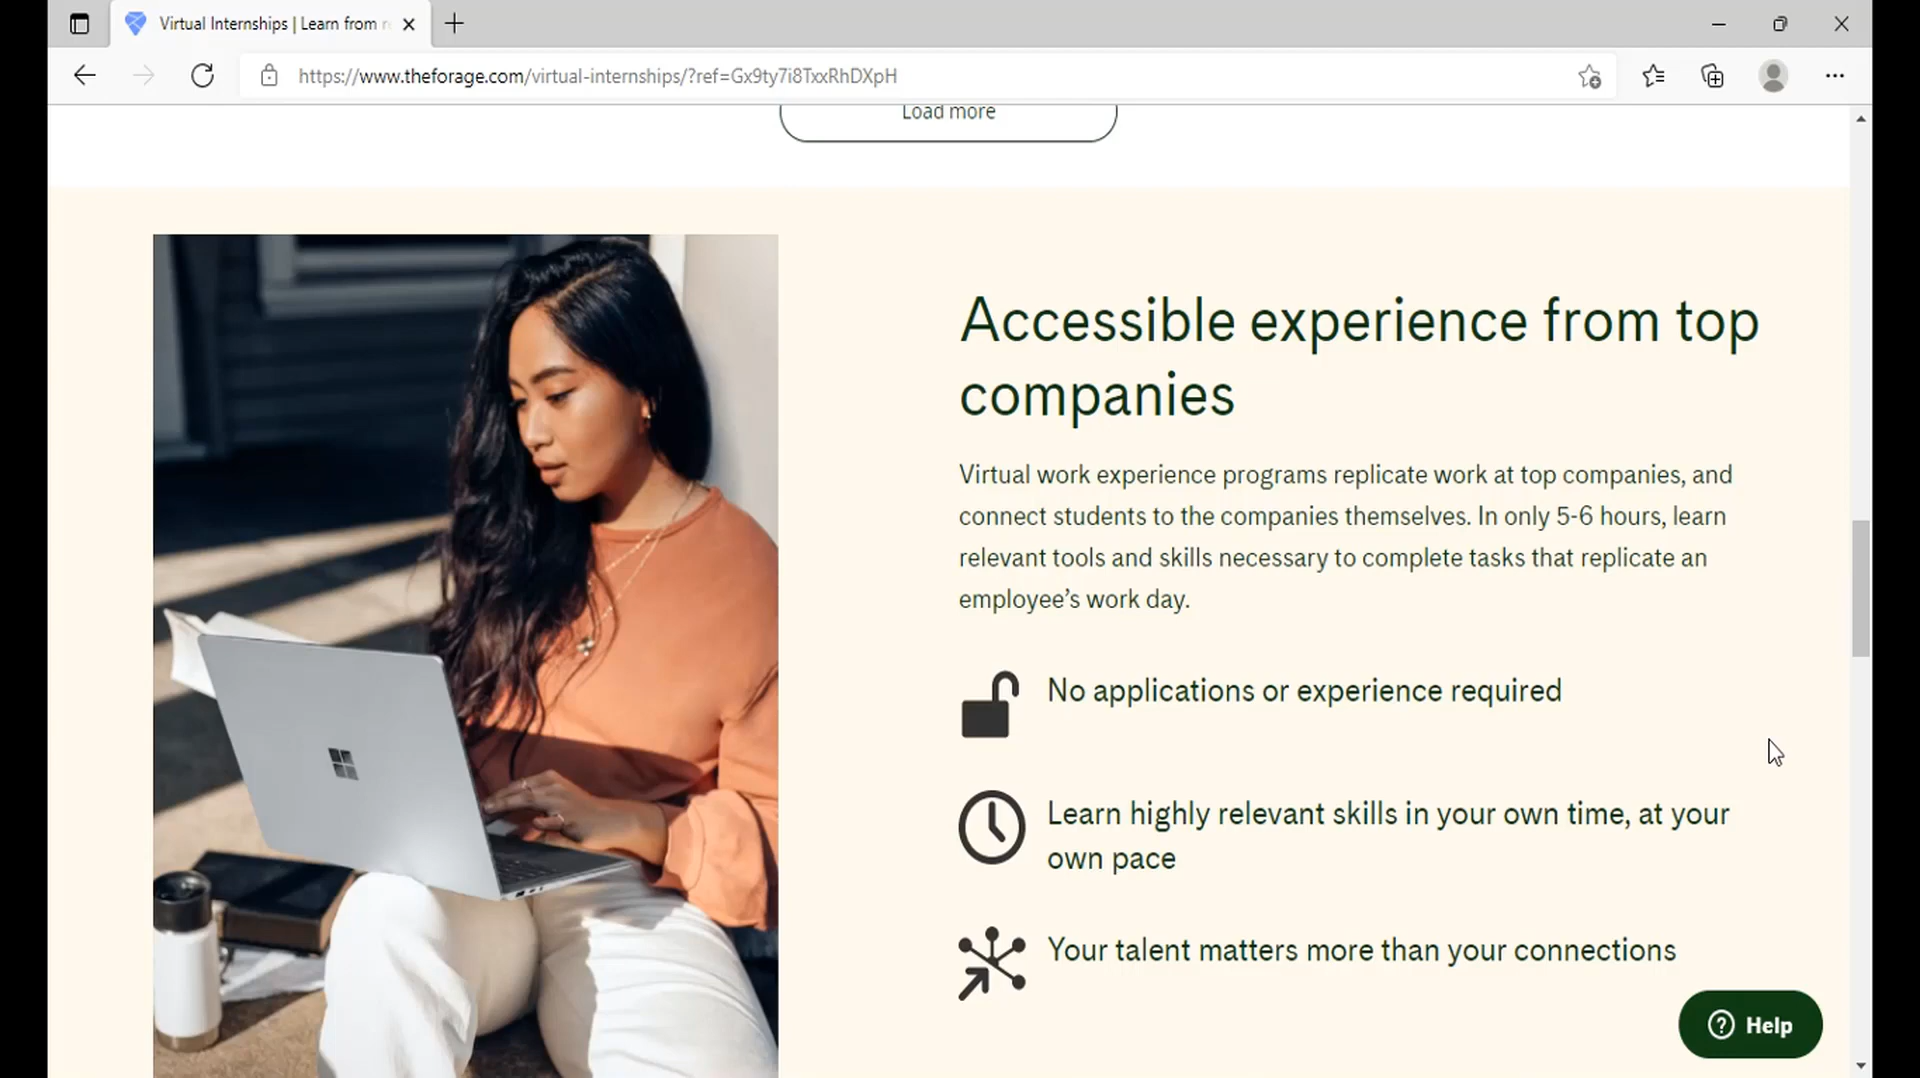 Virtual Internships | Learn from r
https://www.theforage.com/virtual-internships/?ref=Gx9ty7i8TxxRhDXpH
Load more
Accessible experience from top
companies
Virtual work experience programs replicate work at top companies, and
connect students to the companies themselves. In only 5-6 hours, learn
relevant tools and skills necessary to complete tasks that replicate an
employee’s work day.
No applications or experience required
Learn highly relevant skills in your own time, at your
own pace
Your talent matters more than your connections
Help